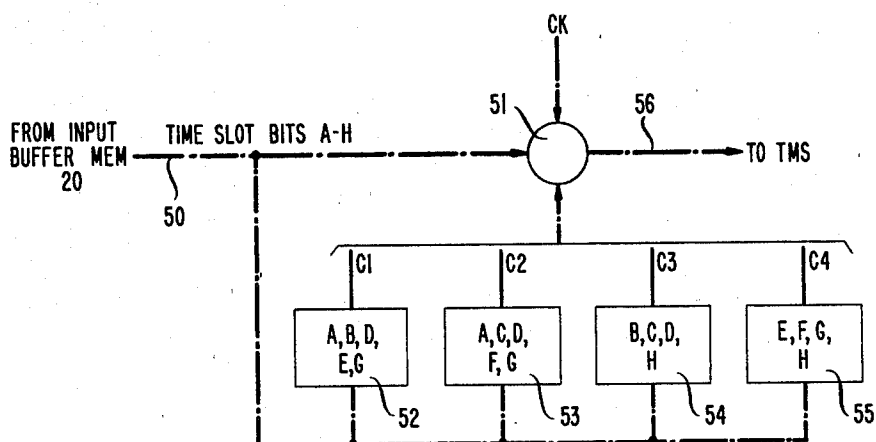 CK
51
56
FROM INPUT
BUFFER MEM
20
TIME SLOT BITS A-H
50
TO TMS
C1
C2
C3
C4
A,B,D,
E,G
A,C,D,
F,G
B,C,D,
H
E,F,G,
H
52
53
54
55